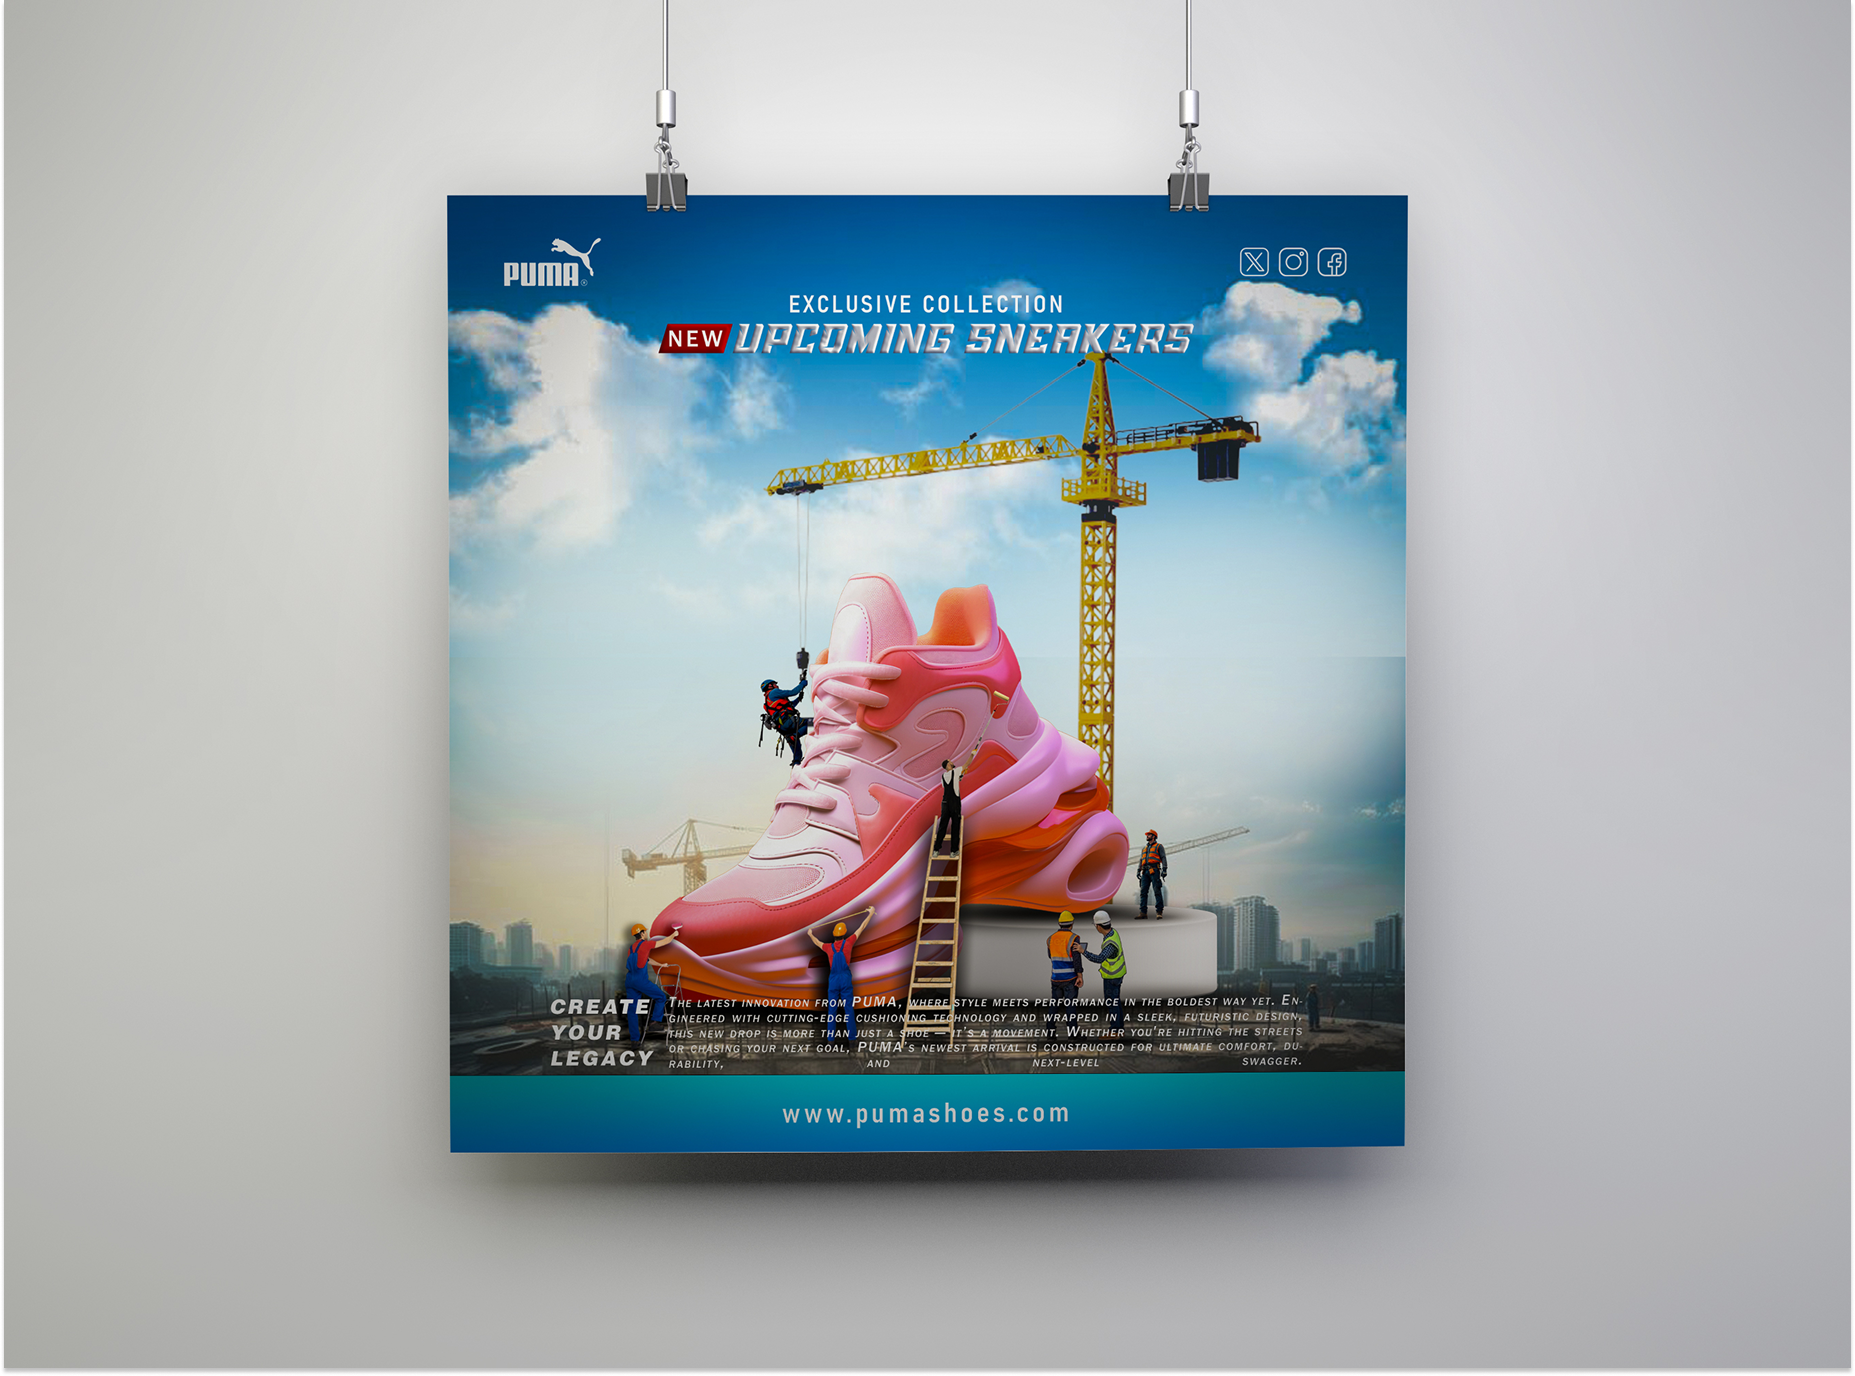 PUMA
EXCLUSIVE COLLECTION
NEW UPCOMING SNEAKERS
CREATE
YOUR
LEGACY
The latest innovation from PUMA, where style meets performance in the boldest way yet. En-
gineered with cutting-edge cushioning technology and wrapped in a sleek, futuristic design,
this new drop is more than just a shoe — it's a movement. Whether you're hitting the streets
or chasing your next goal, PUMA's newest arrival is constructed for ultimate comfort, du-
rability, and next-level swagger.
www.pumashoes.com